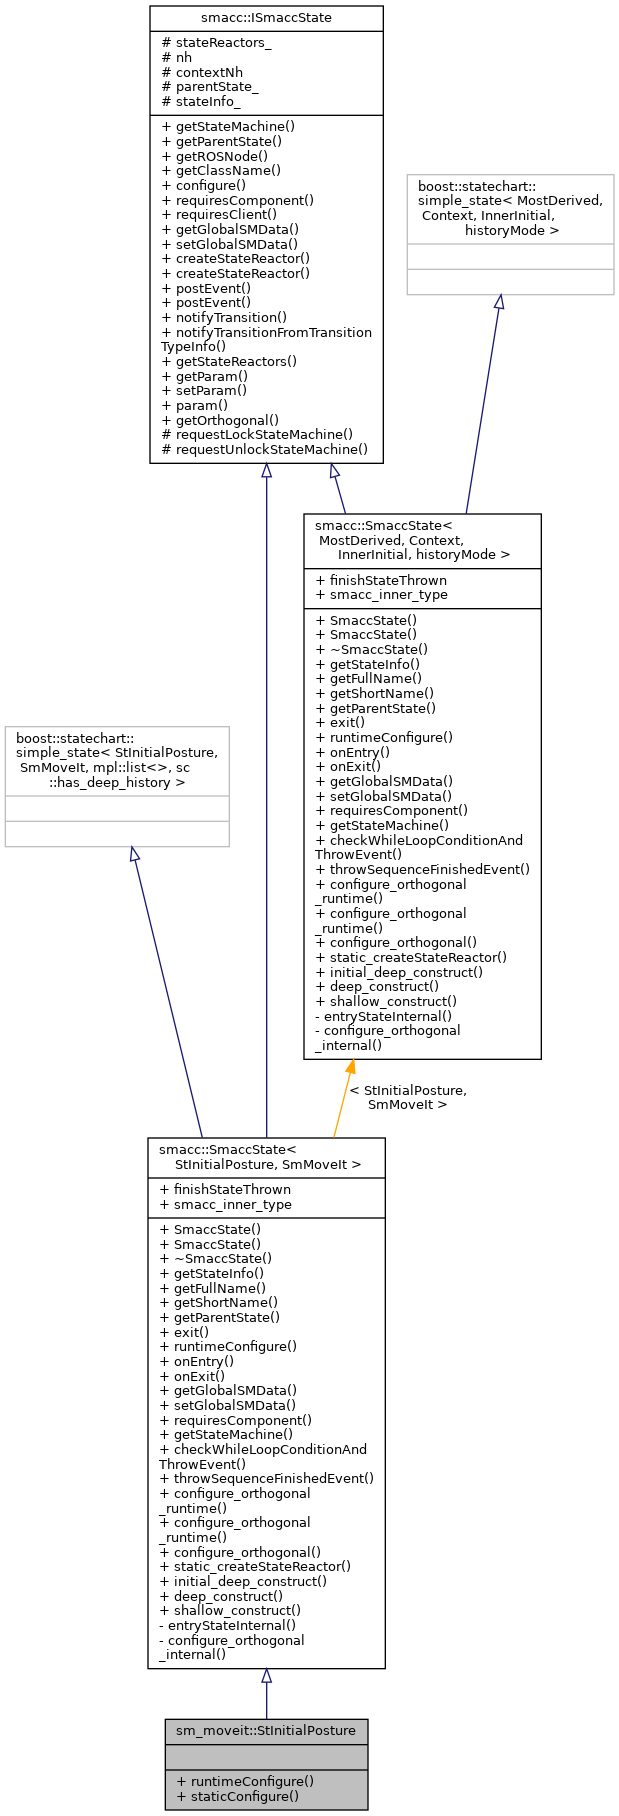 smacc::ISmaccState
# stateReactors_
# nh
# contextNh
# parentState_
# stateInfo_
+ getStateMachine()
+ getParentState()
+ getROSNode()
+ getClassName()
+ configure()
+ requiresComponent()
+ requiresClient()
+ getGlobalSMData()
+ setGlobalSMData()
+ createStateReactor()
+ createStateReactor()
+ postEvent()
+ postEvent()
+ notifyTransition()
+ notifyTransitionFromTransition
TypeInfo()
+ getStateReactors()
+ getParam()
+ setParam()
+ param()
+ getOrthogonal()
# requestLockStateMachine()
# requestUnlockStateMachine()
boost::statechart::
simple_state< MostDerived,
Context, InnerInitial,
historyMode >
smacc::SmaccState<
MostDerived, Context,
InnerInitial, historyMode >
+ finishStateThrown
+ smacc_inner_type
+ SmaccState()
+ SmaccState()
+ ~SmaccState()
+ getStateInfo()
+ getFullName()
+ getShortName()
+ getParentState()
+ exit()
+ runtimeConfigure()
+ onEntry()
+ onExit()
+ getGlobalSMData()
+ setGlobalSMData()
+ requiresComponent()
+ getStateMachine()
+ checkWhileLoopConditionAnd
ThrowEvent()
+ throwSequenceFinishedEvent()
+ configure_orthogonal
_runtime()
+ configure_orthogonal
_runtime()
+ configure_orthogonal()
+ static_createStateReactor()
+ initial_deep_construct()
+ deep_construct()
+ shallow_construct()
- entryStateInternal()
- configure_orthogonal
_internal()
boost::statechart::
simple_state< StInitialPosture,
SmMoveIt, mpl::list<>, sc
::has_deep_history >
< StInitialPosture,
SmMoveIt >
smacc::SmaccState<
StInitialPosture, SmMoveIt >
+ finishStateThrown
+ smacc_inner_type
+ SmaccState()
+ SmaccState()
+ ~SmaccState()
+ getStateInfo()
+ getFullName()
+ getShortName()
+ getParentState()
+ exit()
+ runtimeConfigure()
+ onEntry()
+ onExit()
+ getGlobalSMData()
+ setGlobalSMData()
+ requiresComponent()
+ getStateMachine()
+ checkWhileLoopConditionAnd
ThrowEvent()
+ throwSequenceFinishedEvent()
+ configure_orthogonal
_runtime()
+ configure_orthogonal
_runtime()
+ configure_orthogonal()
+ static_createStateReactor()
+ initial_deep_construct()
+ deep_construct()
+ shallow_construct()
- entryStateInternal()
- configure_orthogonal
_internal()
sm_moveit::StInitialPosture
+ runtimeConfigure()
+ staticConfigure()